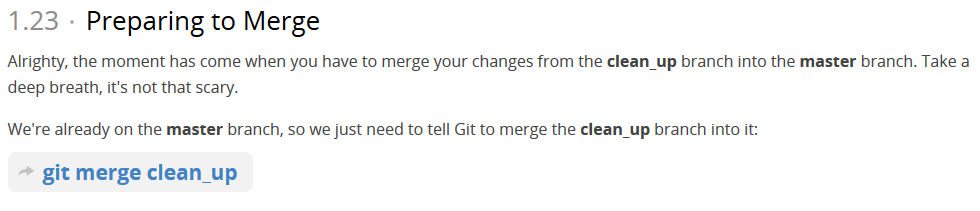 1.23 · Preparing to Merge
Alrighty, the moment has come when you have to merge your changes from the clean_up branch into the master branch. Take a
deep breath, it's not that scary.
We're already on the master branch, so we just need to tell Git to merge the clean_up branch into it:
git merge clean_up